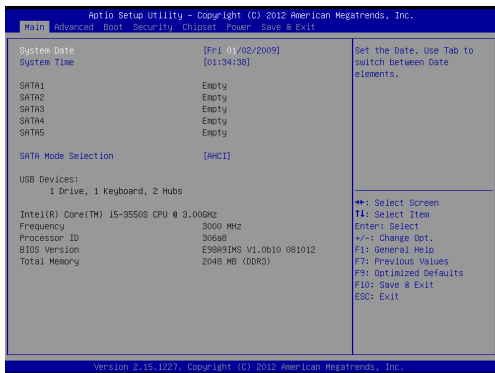 Aptio Setup Utility – Copyright (C) 2012 American Megatrends, Inc.
Main Advanced Boot Security Chipset Power Save & Exit
System Date [Fri 01/02/2009]
System Time [01:34:38]
SATA1 Empty
SATA2 Empty
SATA3 Empty
SATA4 Empty
SATA5 Empty
SATA Mode Selection [AHCI]
USB Devices:
1 Drive, 1 Keyboard, 2 Hubs
Intel(R) Core(TM) i5-3550S CPU @ 3.00GHz
Frequency 3000 MHz
Processor ID 306a8
BIOS Version E98A9IMS V1.0b10 081012
Total Memory 2048 MB (DDR3)
Set the Date. Use Tab to
switch between Date
elements.
→←: Select Screen
↑↓: Select Item
Enter: Select
+/-: Change Opt.
F1: General Help
F7: Previous Values
F9: Optimized Defaults
F10: Save & Exit
ESC: Exit
Version 2.15.1227. Copyright (C) 2012 American Megatrends, Inc.